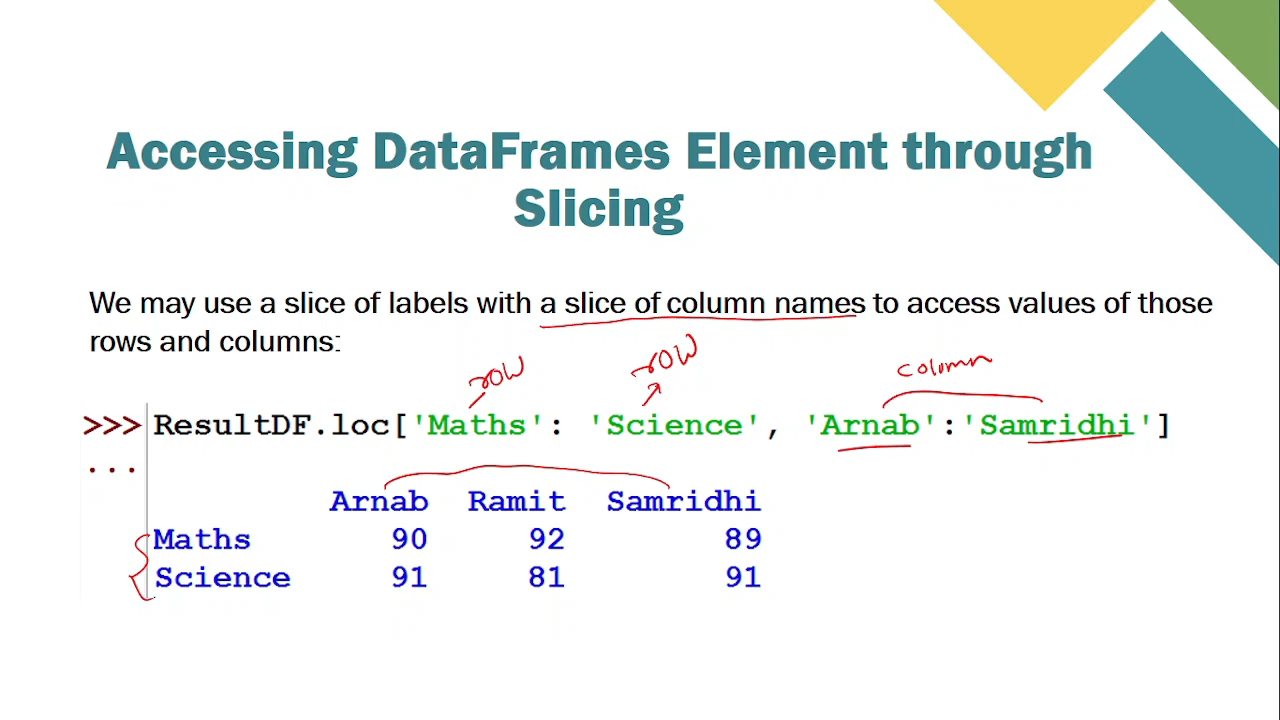 Accessing DataFrames Element through
Slicing
We may use a slice of labels with a slice of column names to access values of those
rows and columns:
row row column
>>> ResultDF.loc['Maths': 'Science', 'Arnab':'Samridhi']
...
Arnab Ramit Samridhi
Maths 90 92 89
Science 91 81 91